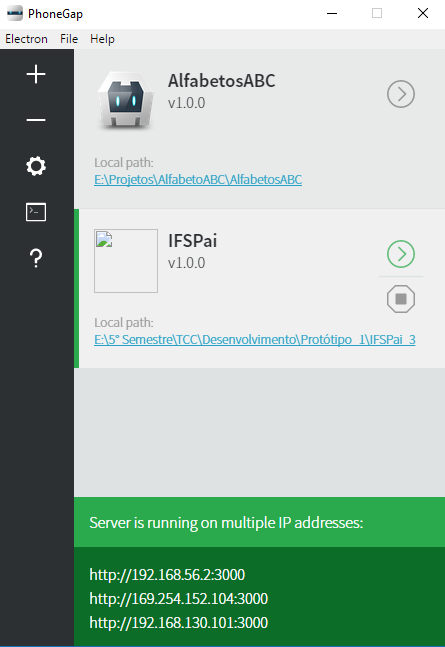 PhoneGap
Electron File Help
AlfabetosABC
v1.0.0
Local path:
E:\Projetos\AlfabetoABC\AlfabetosABC
IFSPai
v1.0.0
Local path:
E:\5° Semestre\TCC\Desenvolvimento\Protótipo_1\IFSPai_3
Server is running on multiple IP addresses:
http://192.168.56.2:3000
http://169.254.152.104:3000
http://192.168.130.101:3000